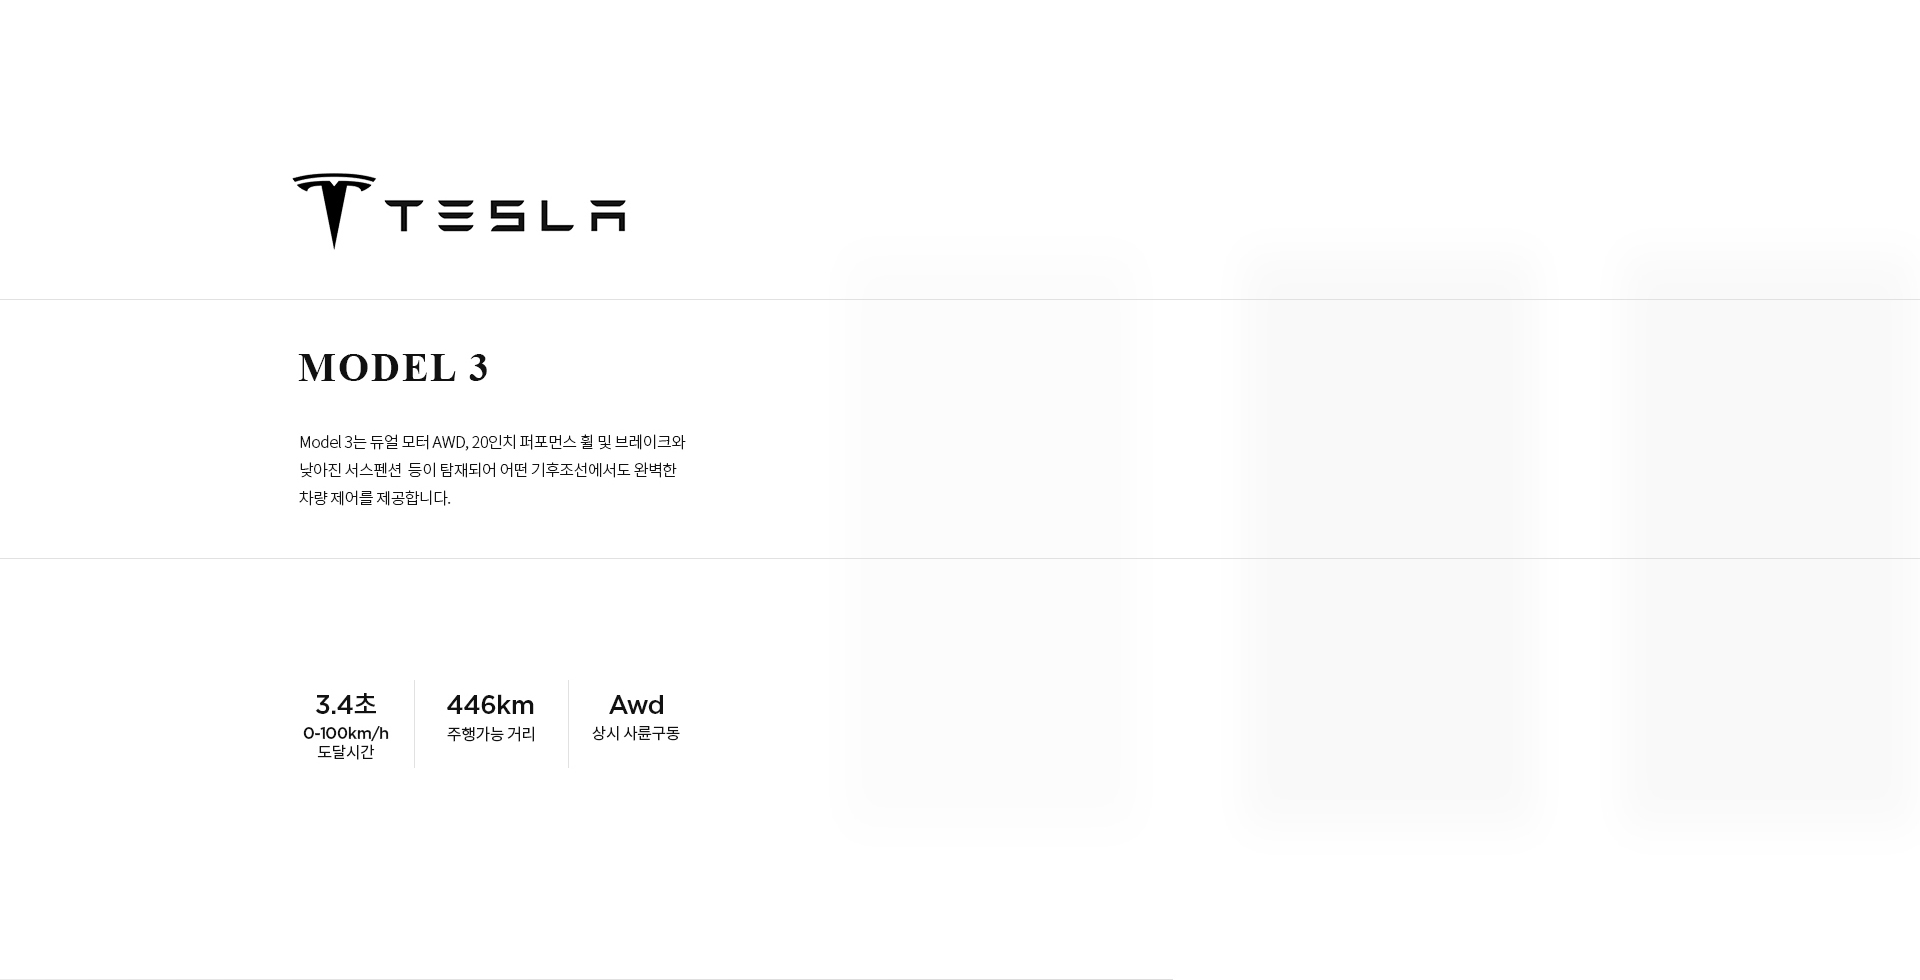 TESLA
MODEL 3
Model 3는 듀얼 모터 AWD, 20인치 퍼포먼스 휠 및 브레이크와
낮아진 서스펜션 등이 탑재되어 어떤 기후조선에서도 완벽한
차량 제어를 제공합니다.
3.4초
0-100km/h
도달시간
446km
주행가능 거리
Awd
상시 사륜구동